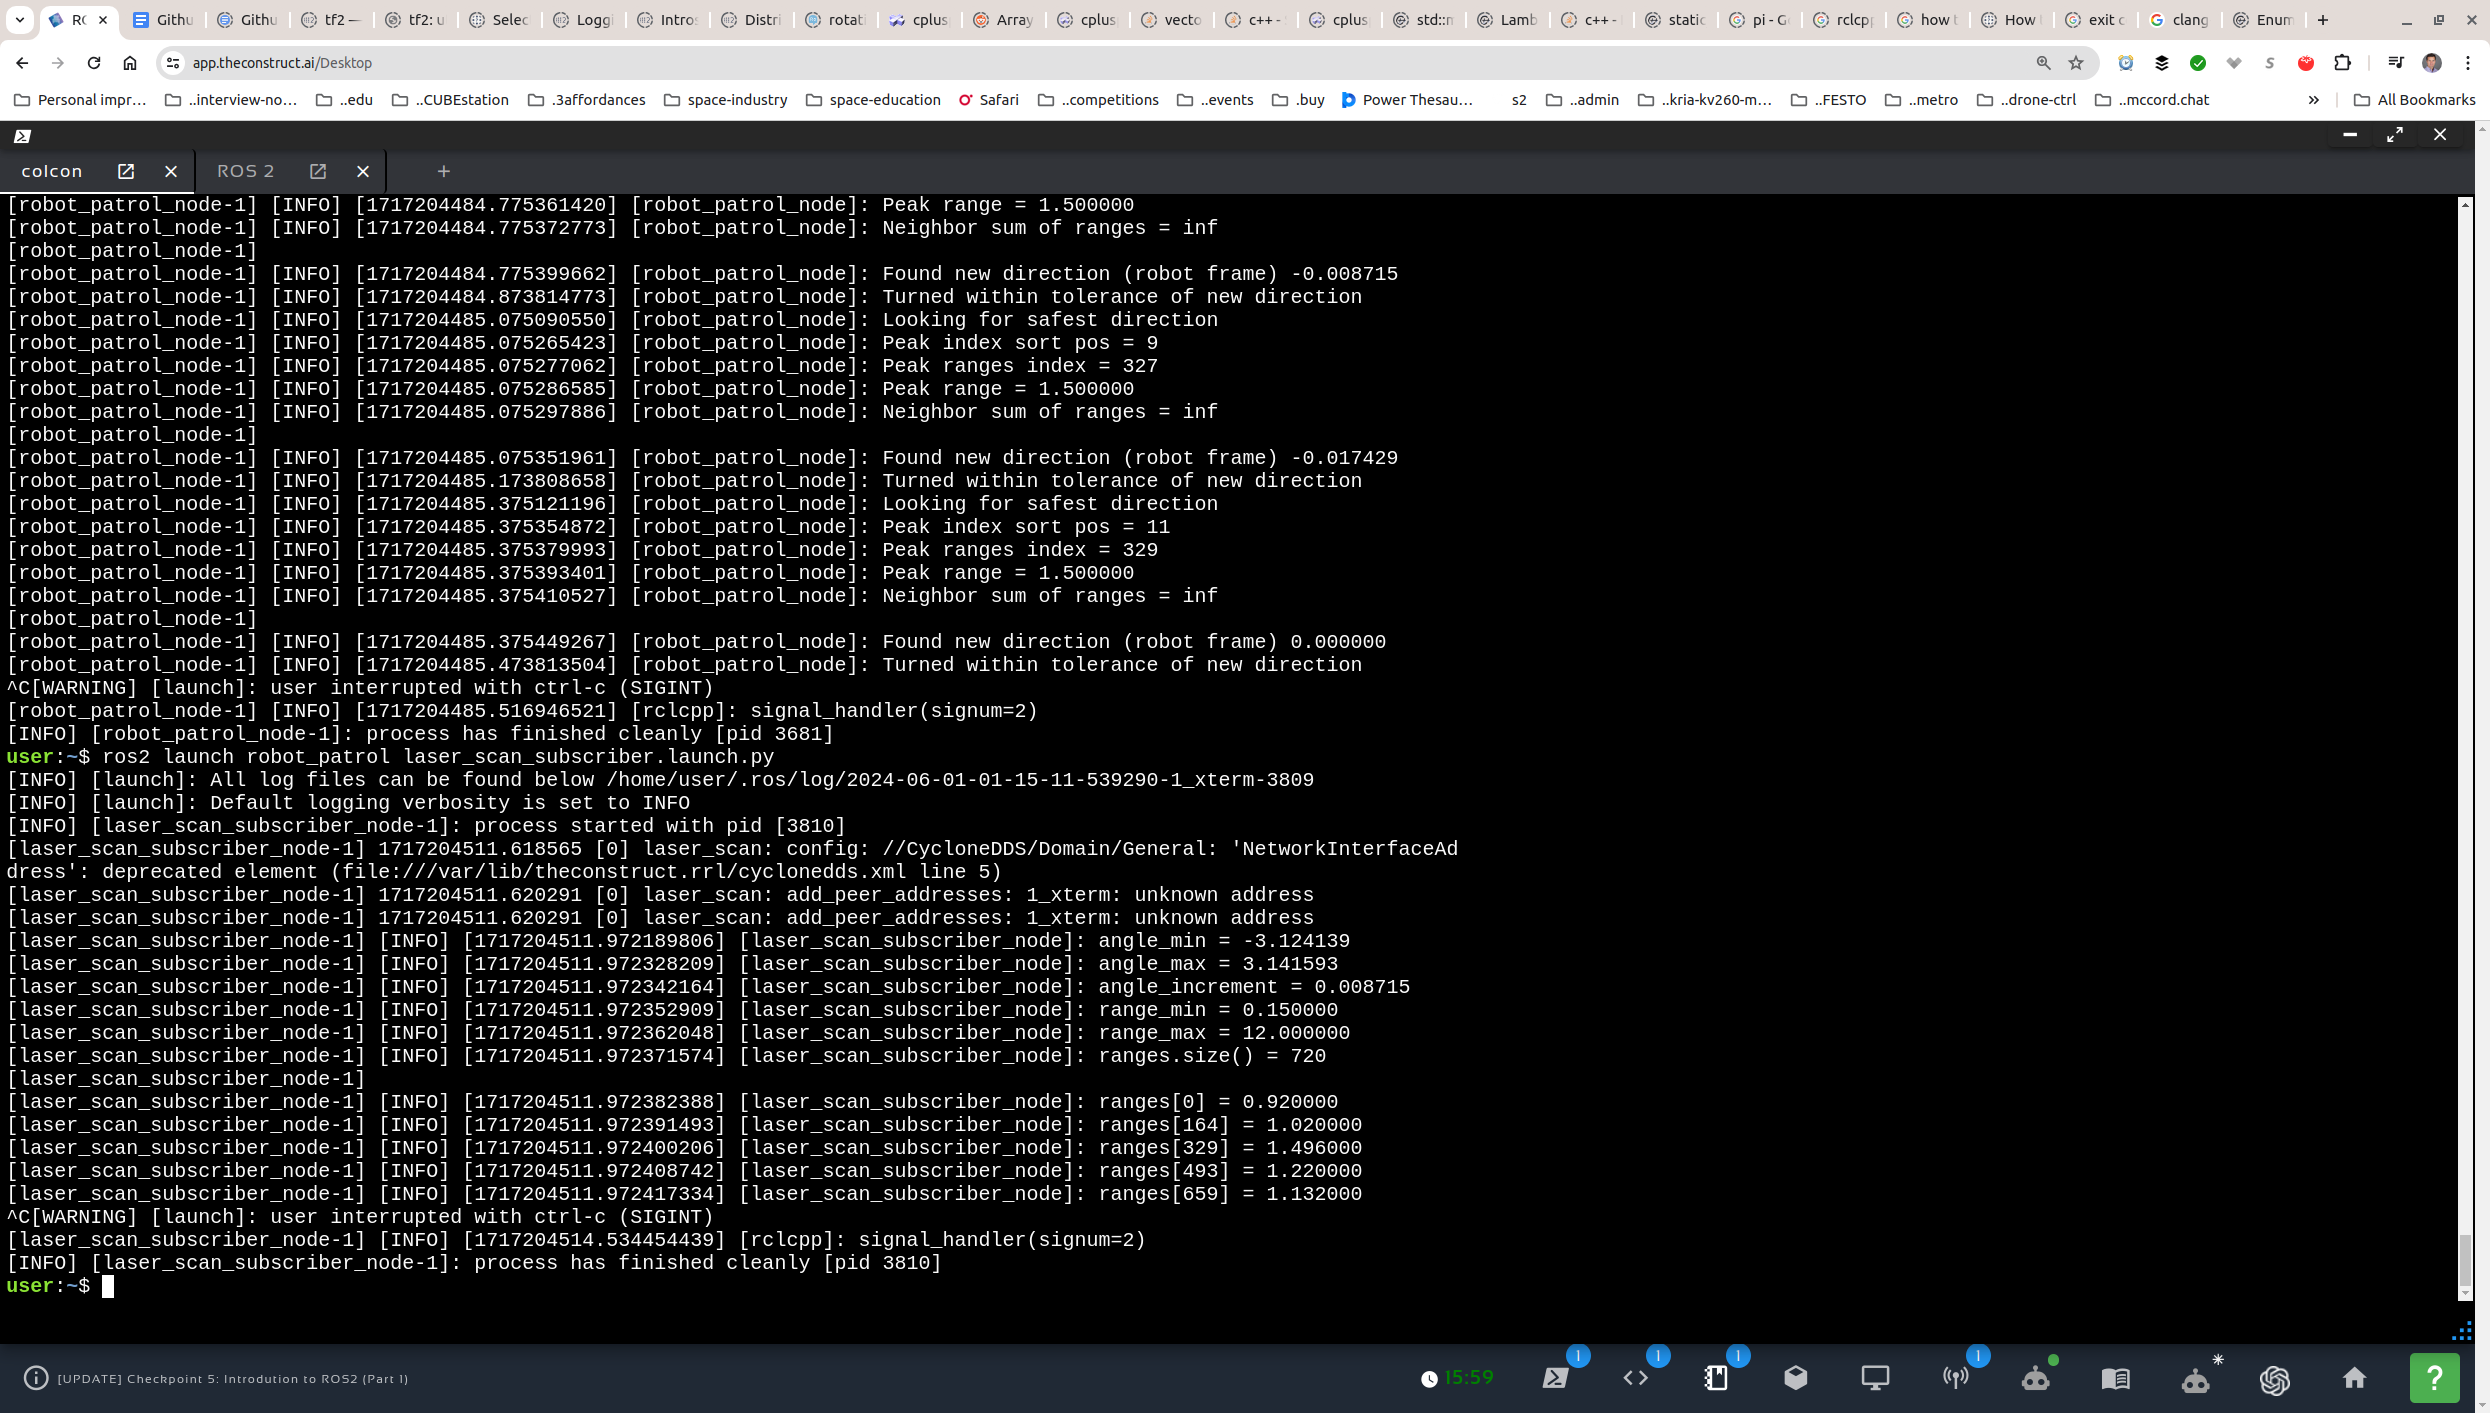 RO
Githu
Githu
tf2 —
tf2: u
Selec
Loggi
Intros
Distri
rotati
cplus
Array
cplus
vecto
c++ -
cplus
std::n
Lamb
c++ -
static
pi - G
rclcpp
how t
How
exit c
clang
Enum
app.theconstruct.ai/Desktop
Personal impr…
..interview-no…
..edu
..CUBEstation
.3affordances
space-industry
space-education
Safari
..competitions
..events
.buy
Power Thesau…
s2
..admin
..kria-kv260-m…
..FESTO
..metro
..drone-ctrl
..mccord.chat
»
All Bookmarks
colcon
ROS 2
[robot_patrol_node-1] [INFO] [1717204484.775361420] [robot_patrol_node]: Peak range = 1.500000
[robot_patrol_node-1] [INFO] [1717204484.775372773] [robot_patrol_node]: Neighbor sum of ranges = inf
[robot_patrol_node-1]
[robot_patrol_node-1] [INFO] [1717204484.775399662] [robot_patrol_node]: Found new direction (robot frame) -0.008715
[robot_patrol_node-1] [INFO] [1717204484.873814773] [robot_patrol_node]: Turned within tolerance of new direction
[robot_patrol_node-1] [INFO] [1717204485.075090550] [robot_patrol_node]: Looking for safest direction
[robot_patrol_node-1] [INFO] [1717204485.075265423] [robot_patrol_node]: Peak index sort pos = 9
[robot_patrol_node-1] [INFO] [1717204485.075277062] [robot_patrol_node]: Peak ranges index = 327
[robot_patrol_node-1] [INFO] [1717204485.075286585] [robot_patrol_node]: Peak range = 1.500000
[robot_patrol_node-1] [INFO] [1717204485.075297886] [robot_patrol_node]: Neighbor sum of ranges = inf
[robot_patrol_node-1]
[robot_patrol_node-1] [INFO] [1717204485.075351961] [robot_patrol_node]: Found new direction (robot frame) -0.017429
[robot_patrol_node-1] [INFO] [1717204485.173808658] [robot_patrol_node]: Turned within tolerance of new direction
[robot_patrol_node-1] [INFO] [1717204485.375121196] [robot_patrol_node]: Looking for safest direction
[robot_patrol_node-1] [INFO] [1717204485.375354872] [robot_patrol_node]: Peak index sort pos = 11
[robot_patrol_node-1] [INFO] [1717204485.375379993] [robot_patrol_node]: Peak ranges index = 329
[robot_patrol_node-1] [INFO] [1717204485.375393401] [robot_patrol_node]: Peak range = 1.500000
[robot_patrol_node-1] [INFO] [1717204485.375410527] [robot_patrol_node]: Neighbor sum of ranges = inf
[robot_patrol_node-1]
[robot_patrol_node-1] [INFO] [1717204485.375449267] [robot_patrol_node]: Found new direction (robot frame) 0.000000
[robot_patrol_node-1] [INFO] [1717204485.473813504] [robot_patrol_node]: Turned within tolerance of new direction
^C[WARNING] [launch]: user interrupted with ctrl-c (SIGINT)
[robot_patrol_node-1] [INFO] [1717204485.516946521] [rclcpp]: signal_handler(signum=2)
[INFO] [robot_patrol_node-1]: process has finished cleanly [pid 3681]
user:~$ ros2 launch robot_patrol laser_scan_subscriber.launch.py
[INFO] [launch]: All log files can be found below /home/user/.ros/log/2024-06-01-01-15-11-539290-1_xterm-3809
[INFO] [launch]: Default logging verbosity is set to INFO
[INFO] [laser_scan_subscriber_node-1]: process started with pid [3810]
[laser_scan_subscriber_node-1] 1717204511.618565 [0] laser_scan: config: //CycloneDDS/Domain/General: 'NetworkInterfaceAd
dress': deprecated element (file:///var/lib/theconstruct.rrl/cyclonedds.xml line 5)
[laser_scan_subscriber_node-1] 1717204511.620291 [0] laser_scan: add_peer_addresses: 1_xterm: unknown address
[laser_scan_subscriber_node-1] 1717204511.620291 [0] laser_scan: add_peer_addresses: 1_xterm: unknown address
[laser_scan_subscriber_node-1] [INFO] [1717204511.972189806] [laser_scan_subscriber_node]: angle_min = -3.124139
[laser_scan_subscriber_node-1] [INFO] [1717204511.972328209] [laser_scan_subscriber_node]: angle_max = 3.141593
[laser_scan_subscriber_node-1] [INFO] [1717204511.972342164] [laser_scan_subscriber_node]: angle_increment = 0.008715
[laser_scan_subscriber_node-1] [INFO] [1717204511.972352909] [laser_scan_subscriber_node]: range_min = 0.150000
[laser_scan_subscriber_node-1] [INFO] [1717204511.972362048] [laser_scan_subscriber_node]: range_max = 12.000000
[laser_scan_subscriber_node-1] [INFO] [1717204511.972371574] [laser_scan_subscriber_node]: ranges.size() = 720
[laser_scan_subscriber_node-1]
[laser_scan_subscriber_node-1] [INFO] [1717204511.972382388] [laser_scan_subscriber_node]: ranges[0] = 0.920000
[laser_scan_subscriber_node-1] [INFO] [1717204511.972391493] [laser_scan_subscriber_node]: ranges[164] = 1.020000
[laser_scan_subscriber_node-1] [INFO] [1717204511.972400206] [laser_scan_subscriber_node]: ranges[329] = 1.496000
[laser_scan_subscriber_node-1] [INFO] [1717204511.972408742] [laser_scan_subscriber_node]: ranges[493] = 1.220000
[laser_scan_subscriber_node-1] [INFO] [1717204511.972417334] [laser_scan_subscriber_node]: ranges[659] = 1.132000
^C[WARNING] [launch]: user interrupted with ctrl-c (SIGINT)
[laser_scan_subscriber_node-1] [INFO] [1717204514.534454439] [rclcpp]: signal_handler(signum=2)
[INFO] [laser_scan_subscriber_node-1]: process has finished cleanly [pid 3810]
user:~$
[UPDATE] Checkpoint 5: Introdution to ROS2 (Part 1)
15:59
1
1
1
1
?